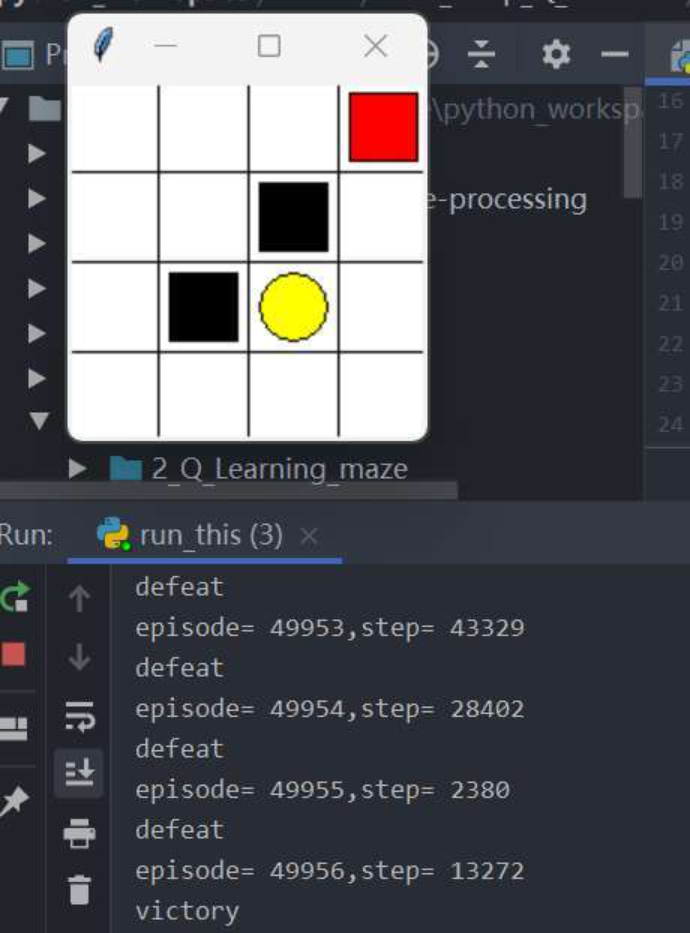 \python_worksp
e-processing
16
17
18
19
20
21
22
23
24
2_Q_Learning_maze
Run:
run_this (3)
defeat
episode= 49953,step= 43329
defeat
episode= 49954,step= 28402
defeat
episode= 49955,step= 2380
defeat
episode= 49956,step= 13272
victory